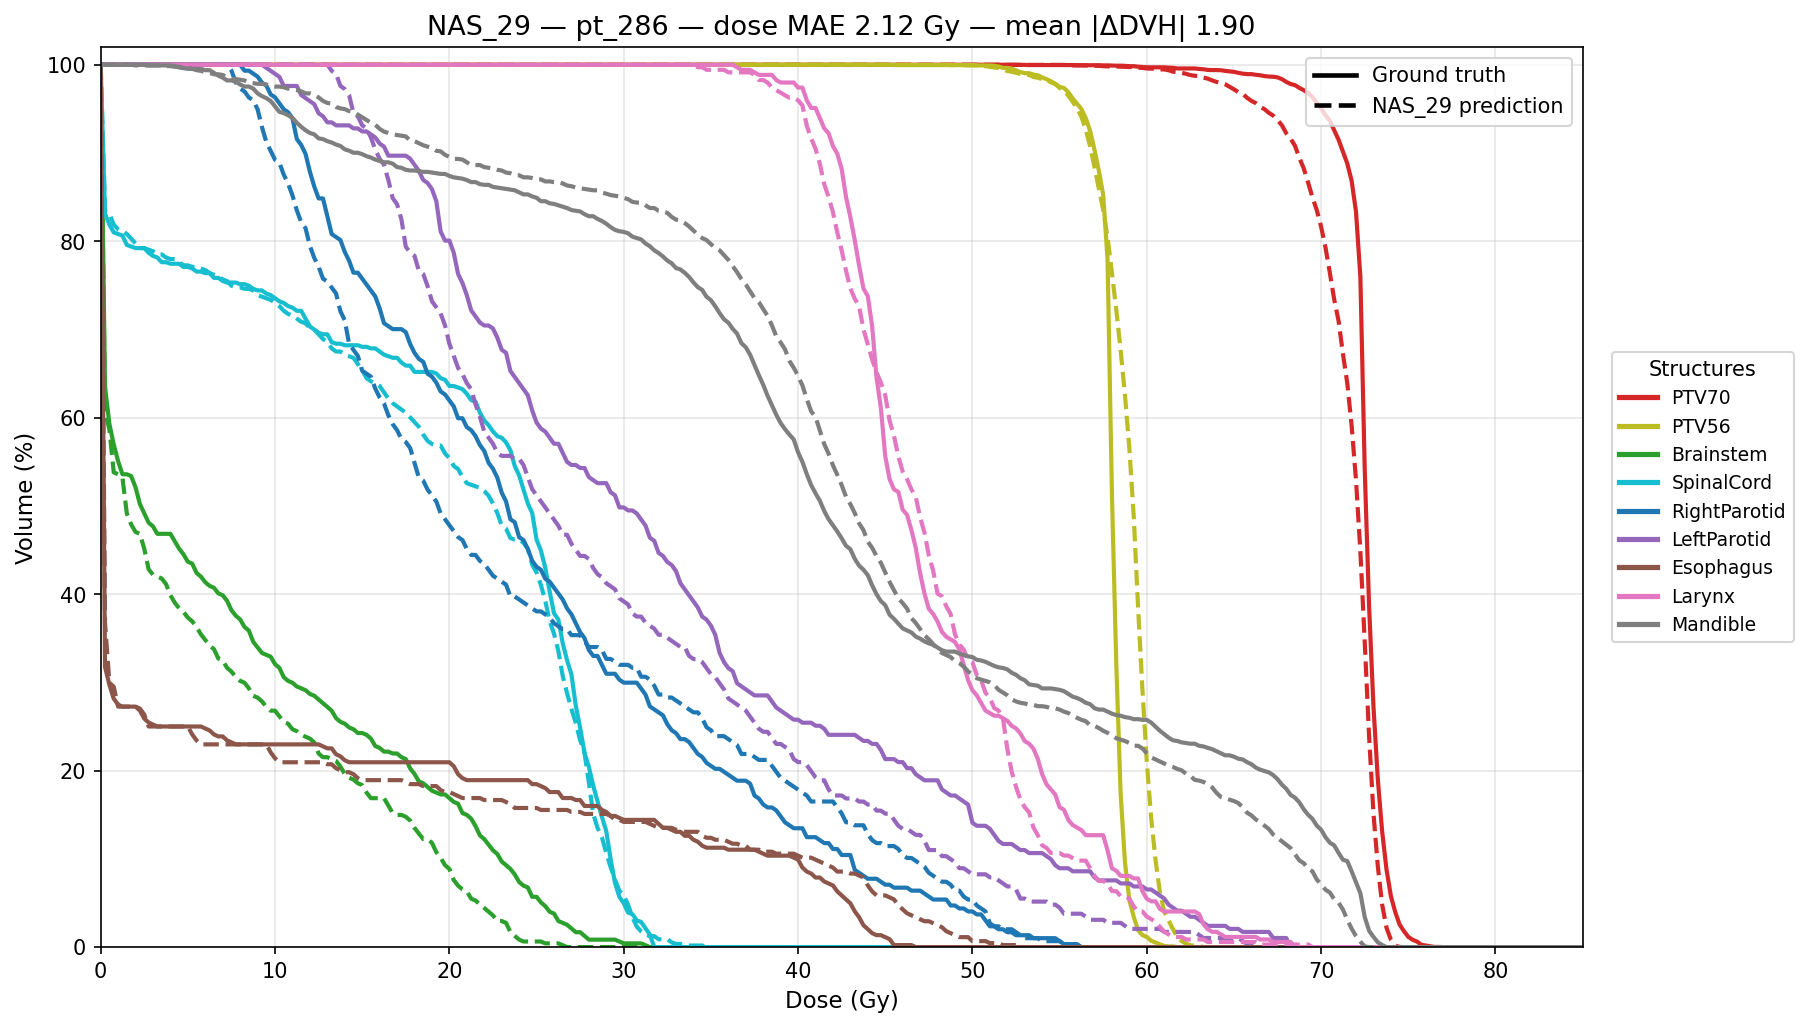 NAS_29 — pt_286 — dose MAE 2.12 Gy — mean |ΔDVH| 1.90
Ground truth
NAS_29 prediction
Volume (%)
100
80
60
40
20
0
0 10 20 30 40 50 60 70 80
Dose (Gy)
Structures
PTV70
PTV56
Brainstem
SpinalCord
RightParotid
LeftParotid
Esophagus
Larynx
Mandible